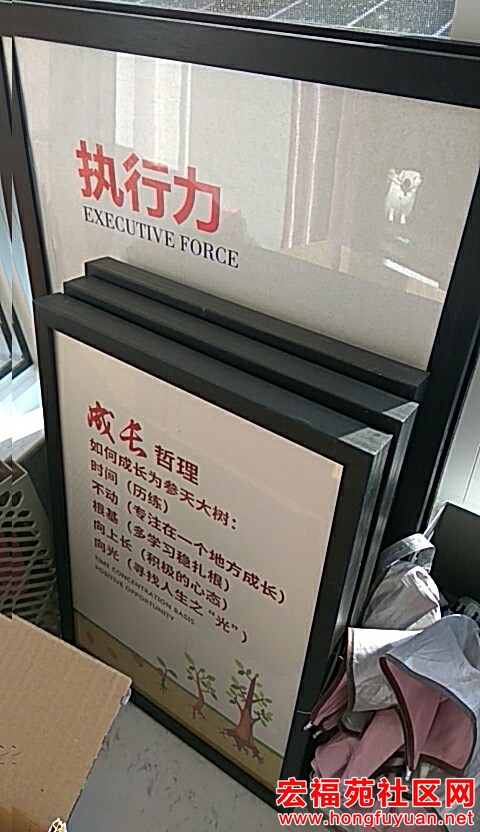 执行力
EXECUTIVE FORCE
成长 哲理
如何成长为参天大树：
时间（历练）
不动（专注在一个地方成长）
根基（多学习稳扎根）
向上长（积极的心态）
向光（寻找人生之“光”）
TIME CONCENTRATION BASIS
POSITIVE OPPORTUNITY
宏福苑社区网
www.hongfuyuan.net